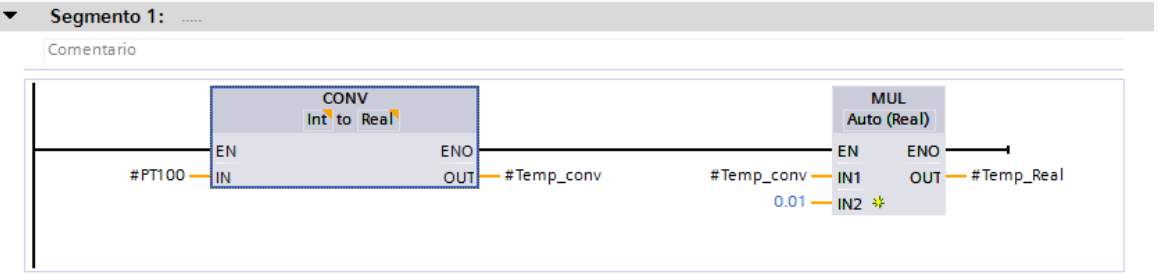 Segmento 1: .....
Comentario
CONV
Int to Real
EN ENO
#PT100 IN OUT #Temp_conv
MUL
Auto (Real)
EN ENO
#Temp_conv IN1 OUT #Temp_Real
0.01 IN2